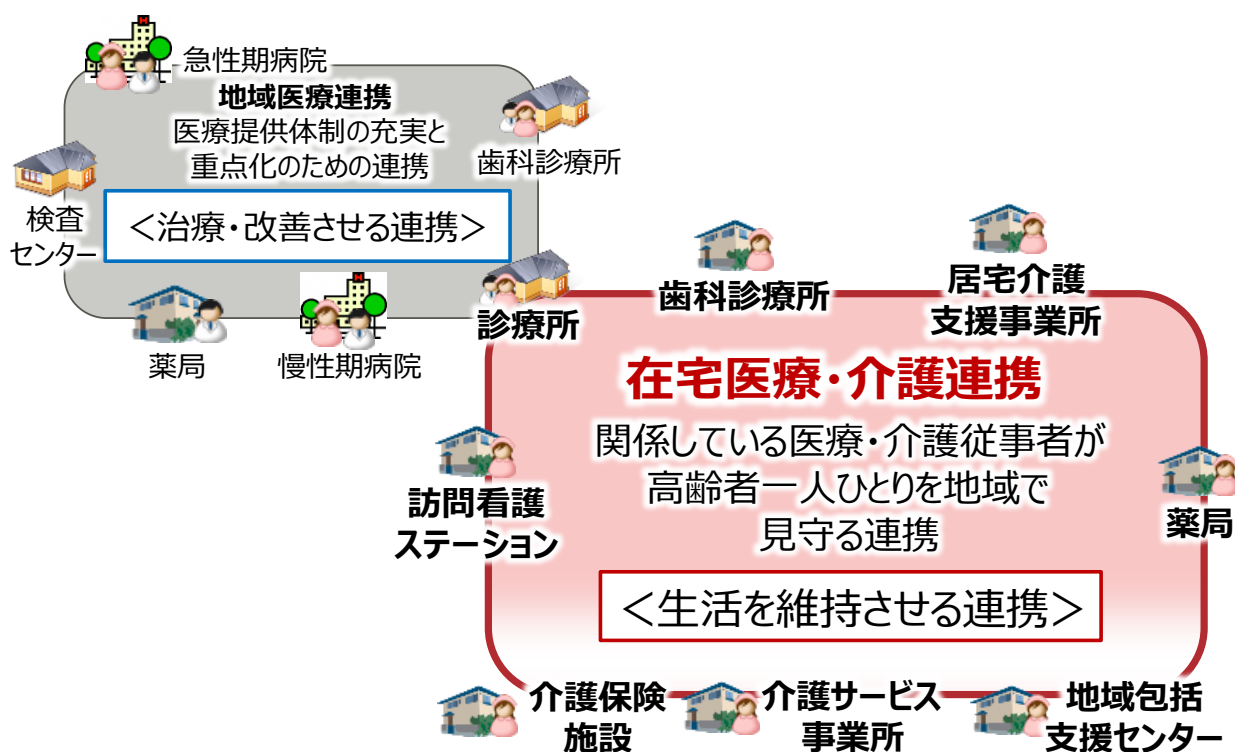 急性期病院
地域医療連携
医療提供体制の充実と
重点化のための連携
＜治療・改善させる連携＞
歯科診療所
検査
センター
薬局
慢性期病院
診療所
歯科診療所
居宅介護
支援事業所
在宅医療・介護連携
関係している医療・介護従事者が
高齢者一人ひとりを地域で
見守る連携
＜生活を維持させる連携＞
訪問看護
ステーション
薬局
介護保険
施設
介護サービス
事業所
地域包括
支援センター